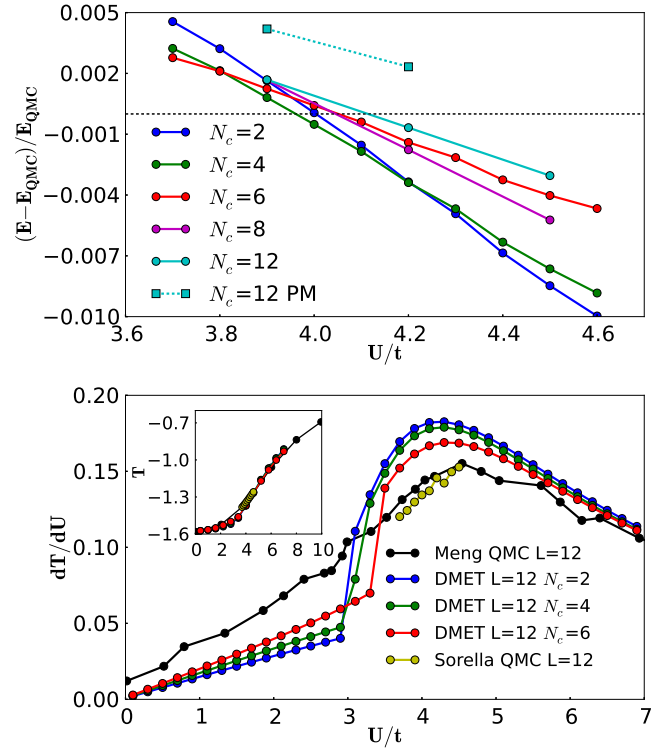 0.005
0.002
−0.001
−0.004
−0.007
−0.010
(E−E_QMC)/E_QMC
N_c=2
N_c=4
N_c=6
N_c=8
N_c=12
N_c=12 PM
3.6 3.8 4.0 4.2 4.4 4.6
U/t
0.20
0.15
0.10
0.05
0.00
dT/dU
−0.7
−1.0
−1.3
−1.6
T
0 2 4 6 8 10
Meng QMC L=12
DMET L=12 N_c=2
DMET L=12 N_c=4
DMET L=12 N_c=6
Sorella QMC L=12
0 1 2 3 4 5 6 7
U/t